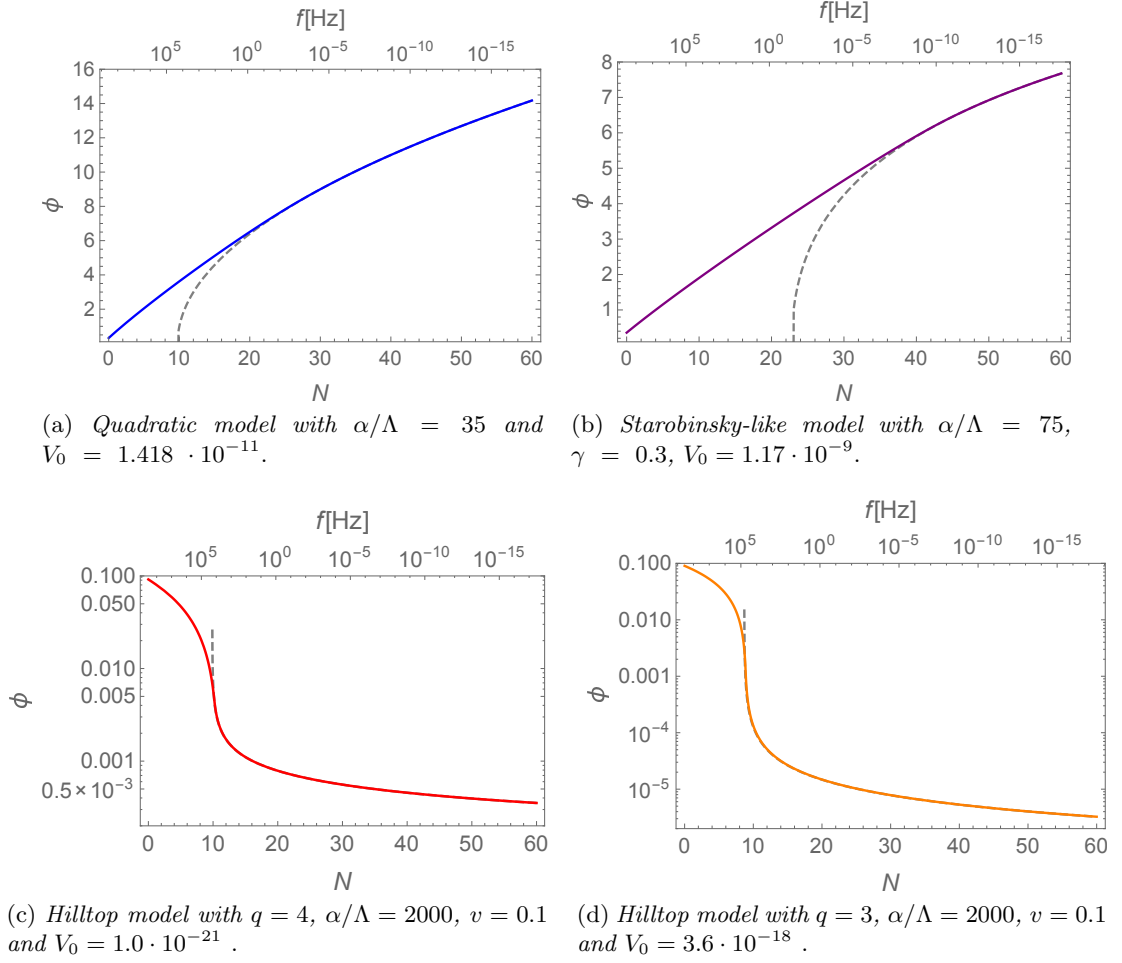 f[Hz]
10^5 10^0 10^-5 10^-10 10^-15
16
14
12
10
8
6
4
2
ϕ
0 10 20 30 40 50 60
N
(a) Quadratic model with α/Λ = 35 and
V_0 = 1.418 · 10^-11.
f[Hz]
10^5 10^0 10^-5 10^-10 10^-15
8
7
6
5
4
3
2
1
ϕ
0 10 20 30 40 50 60
N
(b) Starobinsky-like model with α/Λ = 75,
γ = 0.3, V_0 = 1.17 · 10^-9.
f[Hz]
10^5 10^0 10^-5 10^-10 10^-15
0.100
0.050
0.010
0.005
0.001
0.5×10^-3
ϕ
0 10 20 30 40 50 60
N
(c) Hilltop model with q = 4, α/Λ = 2000, v = 0.1
and V_0 = 1.0 · 10^-21 .
f[Hz]
10^5 10^0 10^-5 10^-10 10^-15
0.100
0.010
0.001
10^-4
10^-5
ϕ
0 10 20 30 40 50 60
N
(d) Hilltop model with q = 3, α/Λ = 2000, v = 0.1
and V_0 = 3.6 · 10^-18 .